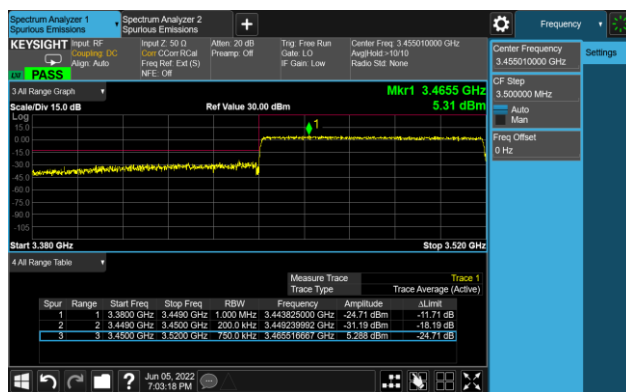 Spectrum Analyzer 1
Spurious Emissions
Spectrum Analyzer 2
Spurious Emissions
+
Frequency
KEYSIGHT
Input: RF
Coupling: DC
Align: Auto
Input Z: 50 Ω
Corr CCorr RCal
Freq Ref: Ext (S)
NFE: Off
Atten: 20 dB
Preamp: Off
Trig: Free Run
Gate: LO
IF Gain: Low
Center Freq: 3.455010000 GHz
Avg|Hold:>10/10
Radio Std: None
PASS
Center Frequency
3.455010000 GHz
Settings
CF Step
3.500000 MHz
Auto
Man
Freq Offset
0 Hz
3 All Range Graph
Mkr1 3.4655 GHz
5.31 dBm
Scale/Div 15.0 dB
Ref Value 30.00 dBm
Log
15.0
0.00
-15.0
-30.0
-45.0
-60.0
-75.0
-90.0
-105
1
Start 3.380 GHz
Stop 3.520 GHz
4 All Range Table
Measure Trace Trace 1
Trace Type Trace Average (Active)
Spur Range Start Freq Stop Freq RBW Frequency Amplitude ΔLimit
1 1 3.3800 GHz 3.4490 GHz 1.000 MHz 3.443825000 GHz -24.71 dBm -11.71 dB
2 2 3.4490 GHz 3.4500 GHz 200.0 kHz 3.449239992 GHz -31.19 dBm -18.19 dB
3 3 3.4500 GHz 3.5200 GHz 750.0 kHz 3.465516667 GHz 5.288 dBm -24.71 dB
?
Jun 05, 2022
7:03:18 PM